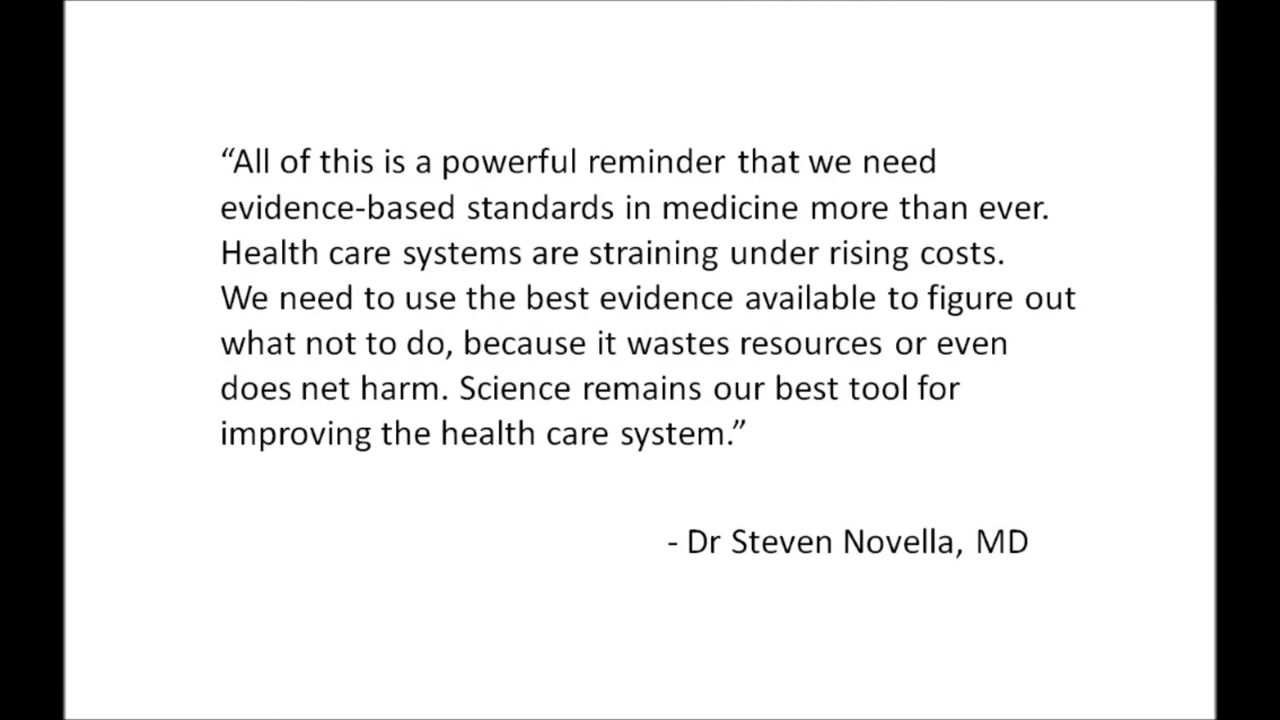 “All of this is a powerful reminder that we need
evidence-based standards in medicine more than ever.
Health care systems are straining under rising costs.
We need to use the best evidence available to figure out
what not to do, because it wastes resources or even
does net harm. Science remains our best tool for
improving the health care system.”
- Dr Steven Novella, MD